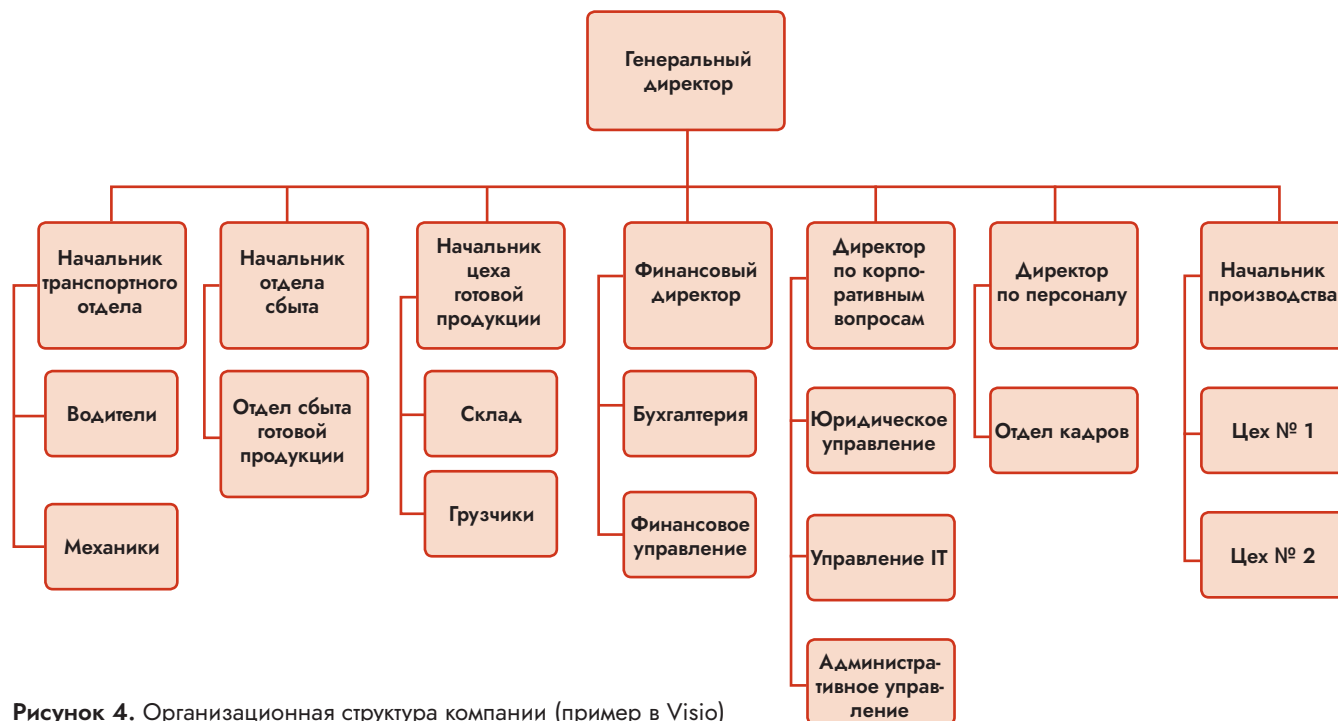 Генеральный
директор
Начальник
транспортного
отдела
Водители
Механики
Начальник
отдела
сбыта
Отдел сбыта
готовой
продукции
Начальник
цеха
готовой
продукции
Склад
Грузчики
Финансовый
директор
Бухгалтерия
Финансовое
управление
Директор
по корпо-
ративным
вопросам
Юридическое
управление
Управление IT
Административ-
тивное управ-
ление
Директор
по персоналу
Отдел кадров
Начальник
производства
Цех № 1
Цех № 2
Рисунок 4. Организационная структура компании (пример в Visio)